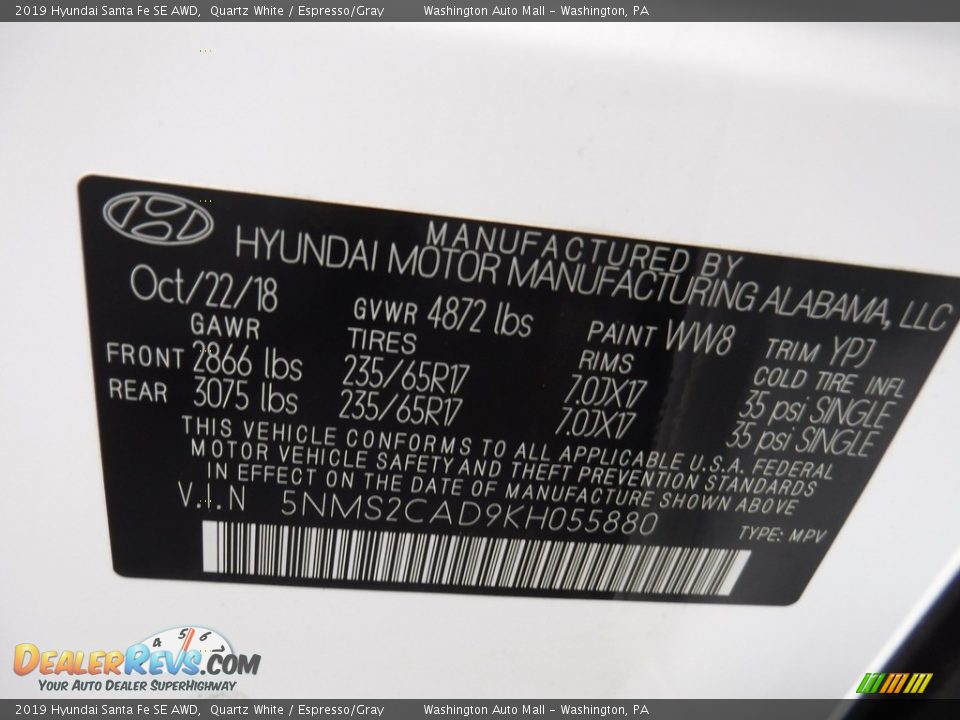 2019 Hyundai Santa Fe SE AWD,  Quartz White / Espresso/Gray  Washington Auto Mall - Washington, PA
MANUFACTURED BY
HYUNDAI MOTOR MANUFACTURING ALABAMA, LLC
Oct/22/18 GVWR 4872 lbs PAINT WW8 TRIM YPJ
GAWR TIRES RIMS COLD TIRE INFL
FRONT 2866 lbs 235/65R17 7.0JX17 35 psi SINGLE
REAR 3075 lbs 235/65R17 7.0JX17 35 psi SINGLE
THIS VEHICLE CONFORMS TO ALL APPLICABLE U.S.A. FEDERAL
MOTOR VEHICLE SAFETY AND THEFT PREVENTION STANDARDS
IN EFFECT ON THE DATE OF MANUFACTURE SHOWN ABOVE
V.I.N 5NMS2CAD9KH055880
TYPE: MPV
4 5 6
DEALERREVS.COM
YOUR AUTO DEALER SUPERHIGHWAY
2019 Hyundai Santa Fe SE AWD,  Quartz White / Espresso/Gray  Washington Auto Mall - Washington, PA